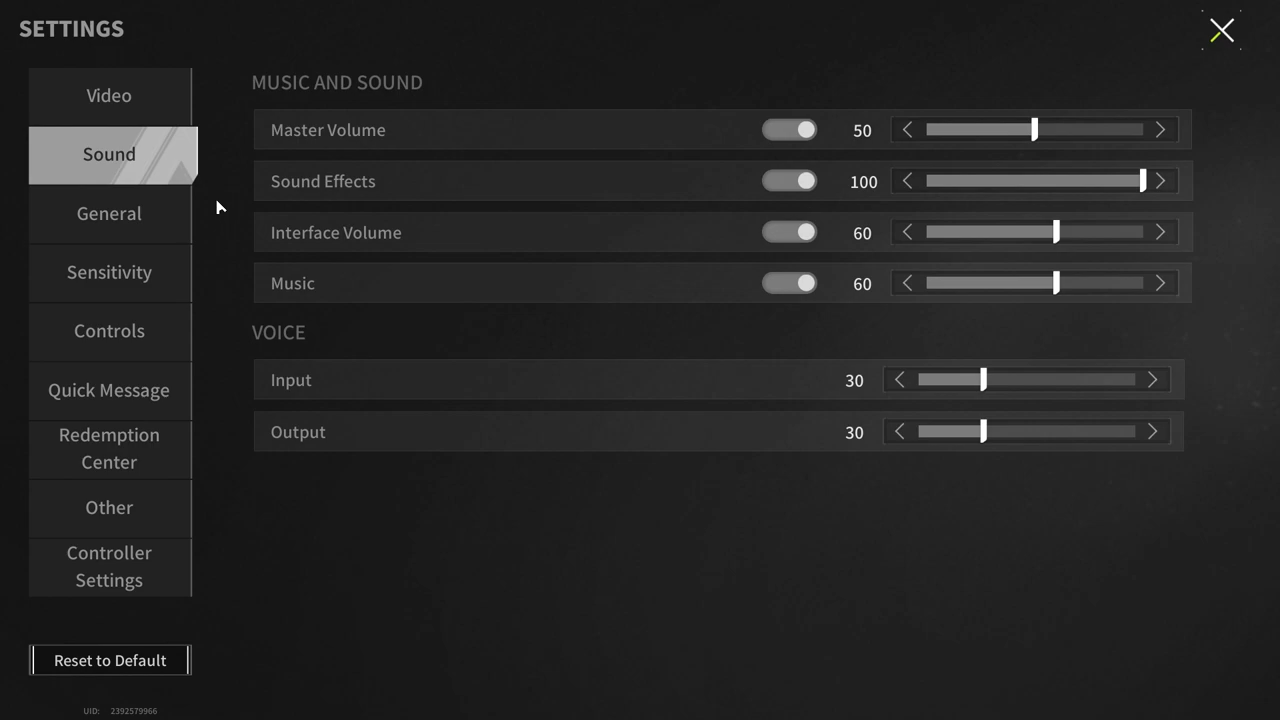 SETTINGS
Video
Sound
General
Sensitivity
Controls
Quick Message
Redemption
Center
Other
Controller
Settings
Reset to Default
UID: 2392579966
MUSIC AND SOUND
Master Volume 50
Sound Effects 100
Interface Volume 60
Music 60
VOICE
Input 30
Output 30